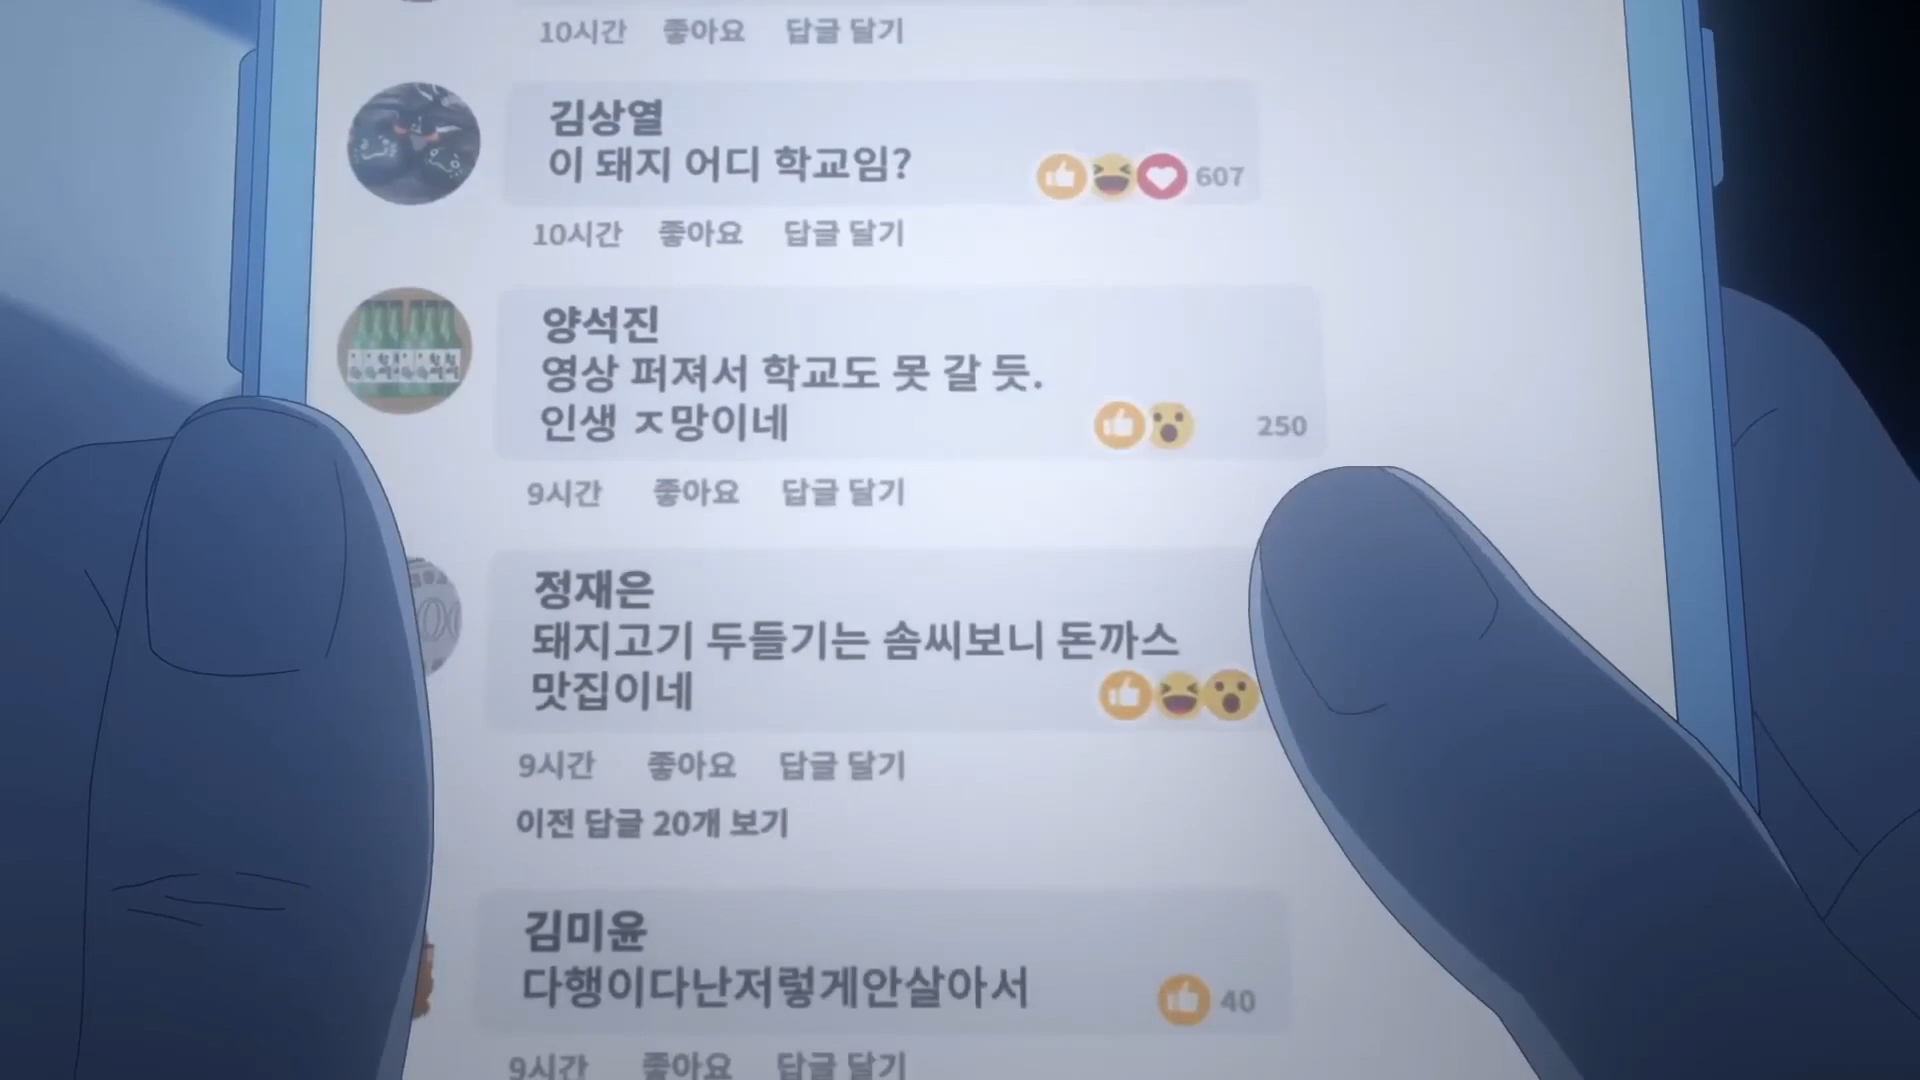 10시간 좋아요 답글 달기
김상열
이 돼지 어디 학교임?
607
10시간 좋아요 답글 달기
양석진
영상 퍼져서 학교도 못 갈 듯.
인생 ㅈ망이네
250
9시간 좋아요 답글 달기
정재은
돼지고기 두들기는 솜씨보니 돈까스
맛집이네
9시간 좋아요 답글 달기
이전 답글 20개 보기
김미윤
다행이다난저렇게안살아서
40
9시간 좋아요 답글 달기